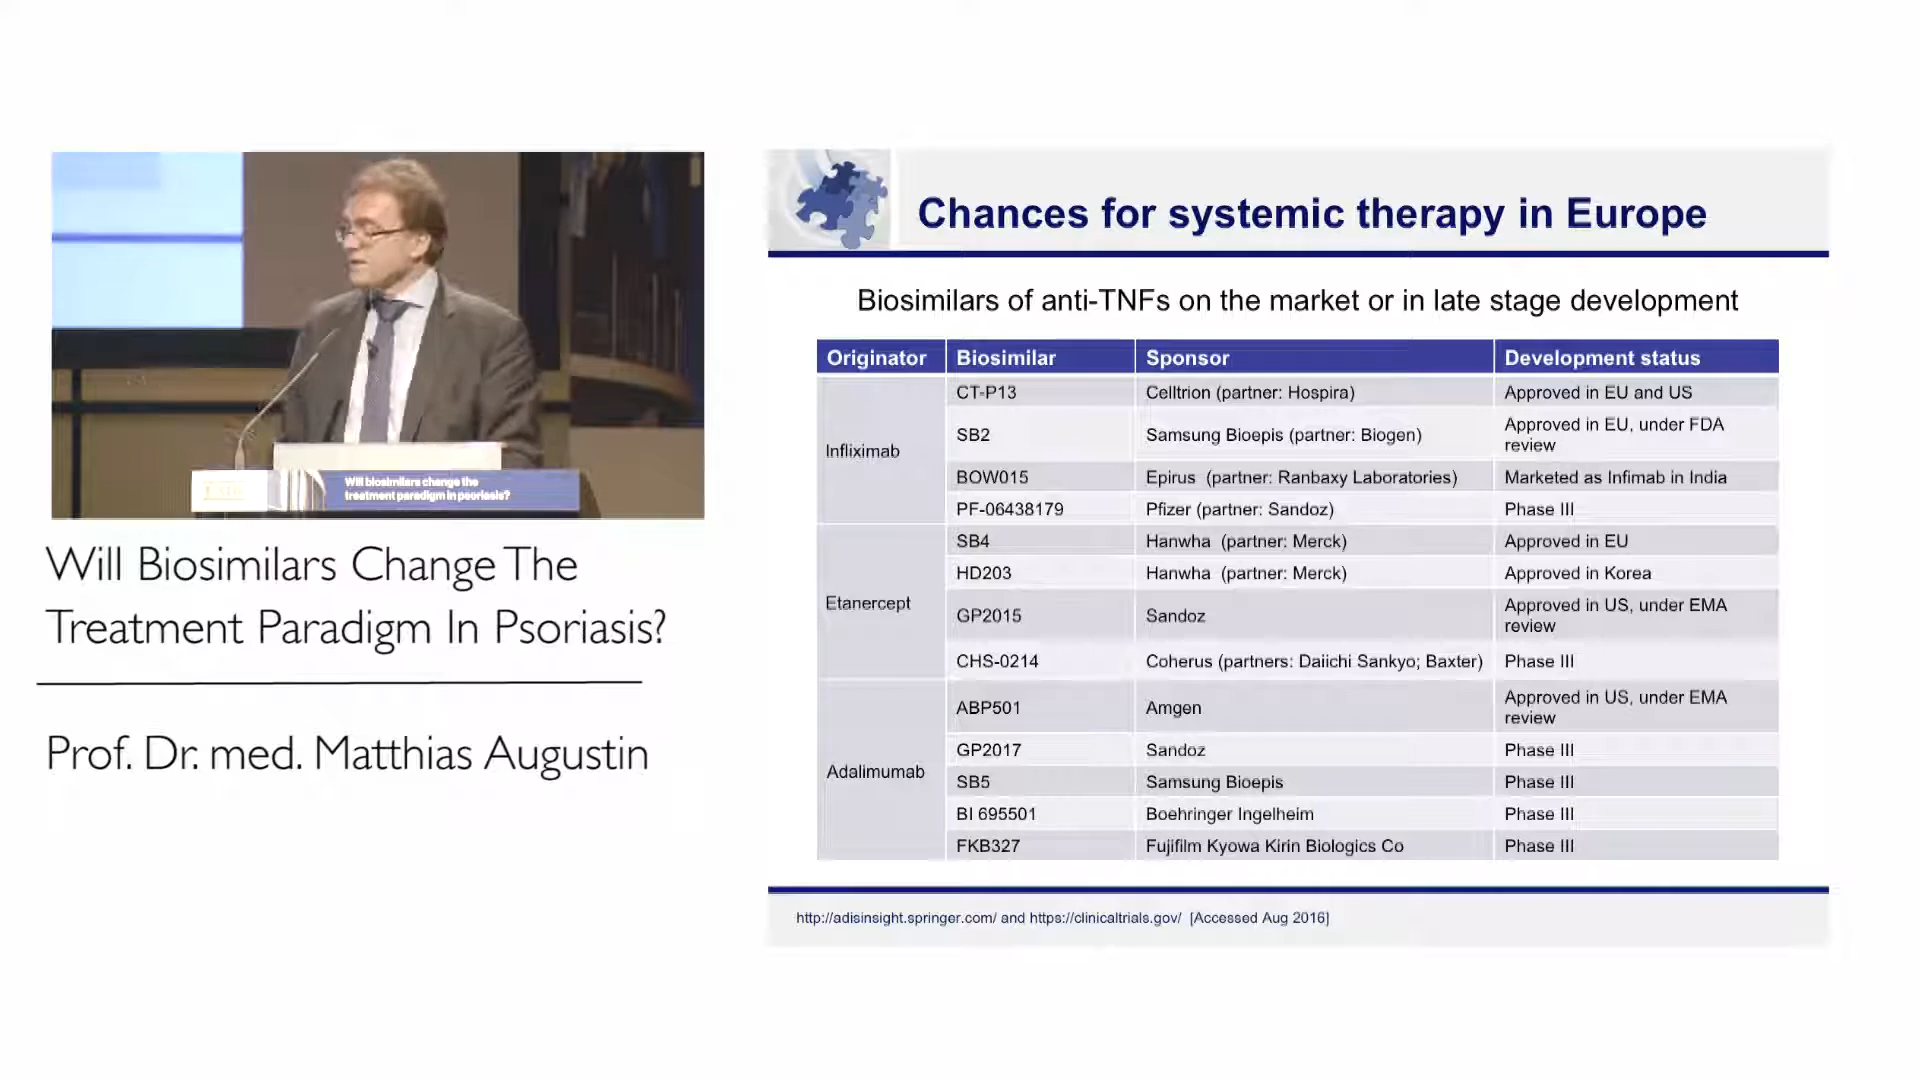 Will biosimilars change the
treatment paradigm in psoriasis?
Will Biosimilars Change The
Treatment Paradigm In Psoriasis?
Prof. Dr. med. Matthias Augustin
Chances for systemic therapy in Europe
Biosimilars of anti-TNFs on the market or in late stage development
Originator Biosimilar Sponsor Development status
Infliximab
CT-P13 Celltrion (partner: Hospira) Approved in EU and US
SB2 Samsung Bioepis (partner: Biogen) Approved in EU, under FDA
review
BOW015 Epirus (partner: Ranbaxy Laboratories) Marketed as Infimab in India
PF-06438179 Pfizer (partner: Sandoz) Phase III
Etanercept
SB4 Hanwha (partner: Merck) Approved in EU
HD203 Hanwha (partner: Merck) Approved in Korea
GP2015 Sandoz Approved in US, under EMA
review
CHS-0214 Coherus (partners: Daiichi Sankyo; Baxter) Phase III
Adalimumab
ABP501 Amgen Approved in US, under EMA
review
GP2017 Sandoz Phase III
SB5 Samsung Bioepis Phase III
BI 695501 Boehringer Ingelheim Phase III
FKB327 Fujifilm Kyowa Kirin Biologics Co Phase III
http://adisinsight.springer.com/ and https://clinicaltrials.gov/ [Accessed Aug 2016]